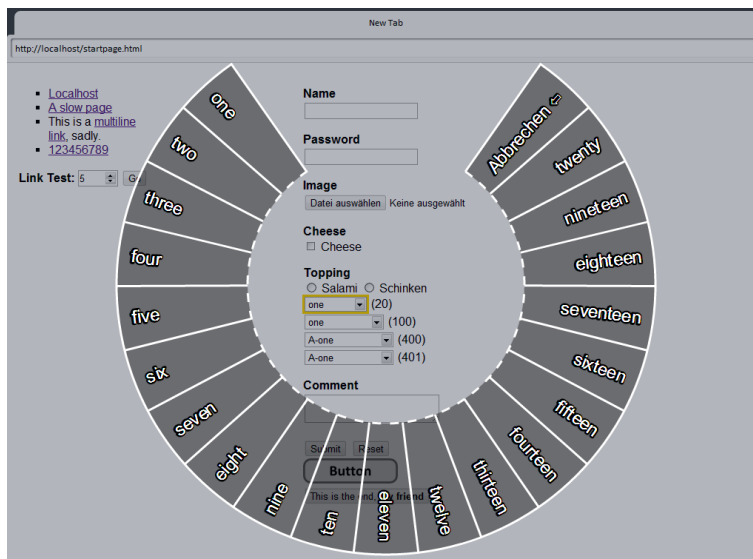 New Tab
http://localhost/startpage.html
Localhost
A slow page
This is a multiline
link, sadly.
123456789
Link Test: 5
Name
Password
Image
Datei auswählen Keine ausgewählt
Cheese
Cheese
Topping
Salami Schinken
one (20)
one (100)
A-one (400)
A-one (401)
Comment
Submit Reset
Button
This is the end, friend
one
two
three
four
five
six
seven
eight
nine
ten
eleven
twelve
thirteen
fourteen
fifteen
sixteen
seventeen
eighteen
nineteen
twenty
Abbrechen